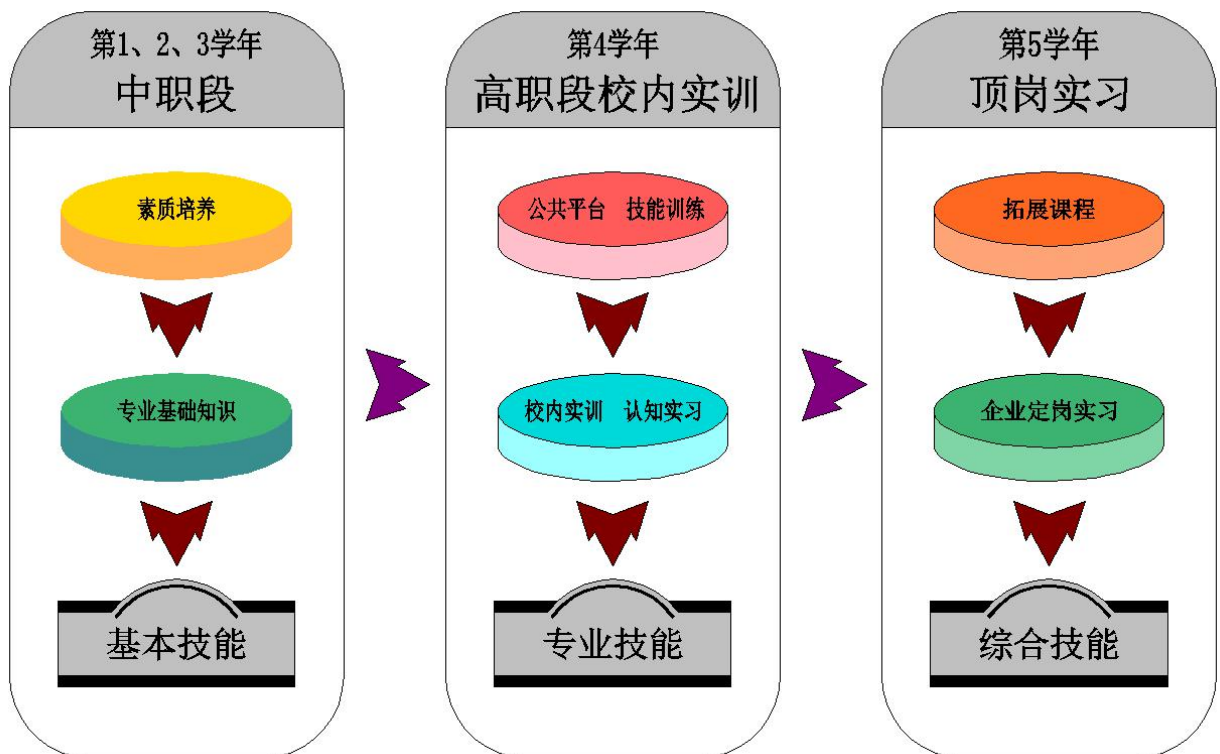 第1、2、3学年
中职段
素质培养
专业基础知识
基本技能
第4学年
高职段校内实训
公共平台 技能训练
校内实训 认知实习
专业技能
第5学年
顶岗实习
拓展课程
企业定岗实习
综合技能